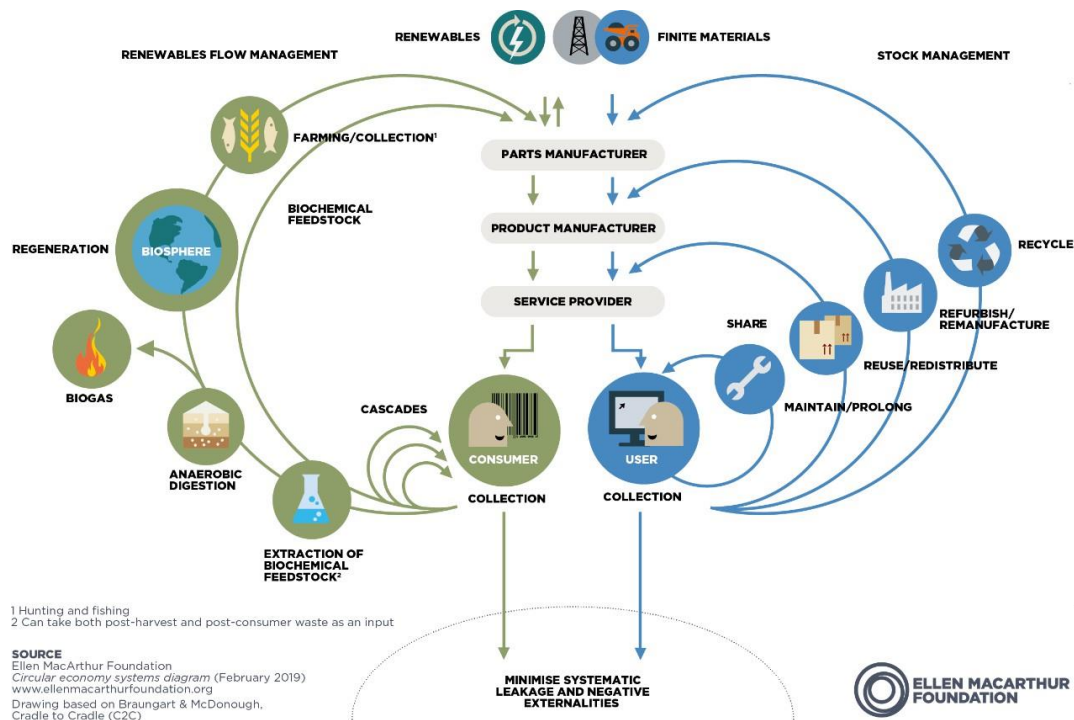 RENEWABLES
FINITE MATERIALS
RENEWABLES FLOW MANAGEMENT
STOCK MANAGEMENT
FARMING/COLLECTION¹
PARTS MANUFACTURER
BIOCHEMICAL
FEEDSTOCK
PRODUCT MANUFACTURER
REGENERATION
BIOSPHERE
RECYCLE
SERVICE PROVIDER
SHARE
REFURBISH/
REMANUFACTURE
REUSE/REDISTRIBUTE
BIOGAS
CASCADES
MAINTAIN/PROLONG
CONSUMER
USER
ANAEROBIC
DIGESTION
COLLECTION
COLLECTION
EXTRACTION OF
BIOCHEMICAL
FEEDSTOCK²
1 Hunting and fishing
2 Can take both post-harvest and post-consumer waste as an input
SOURCE
Ellen MacArthur Foundation
Circular economy systems diagram (February 2019)
www.ellenmacarthurfoundation.org
Drawing based on Braungart & McDonough,
Cradle to Cradle (C2C)
MINIMISE SYSTEMATIC
LEAKAGE AND NEGATIVE
EXTERNALITIES
ELLEN MACARTHUR
FOUNDATION